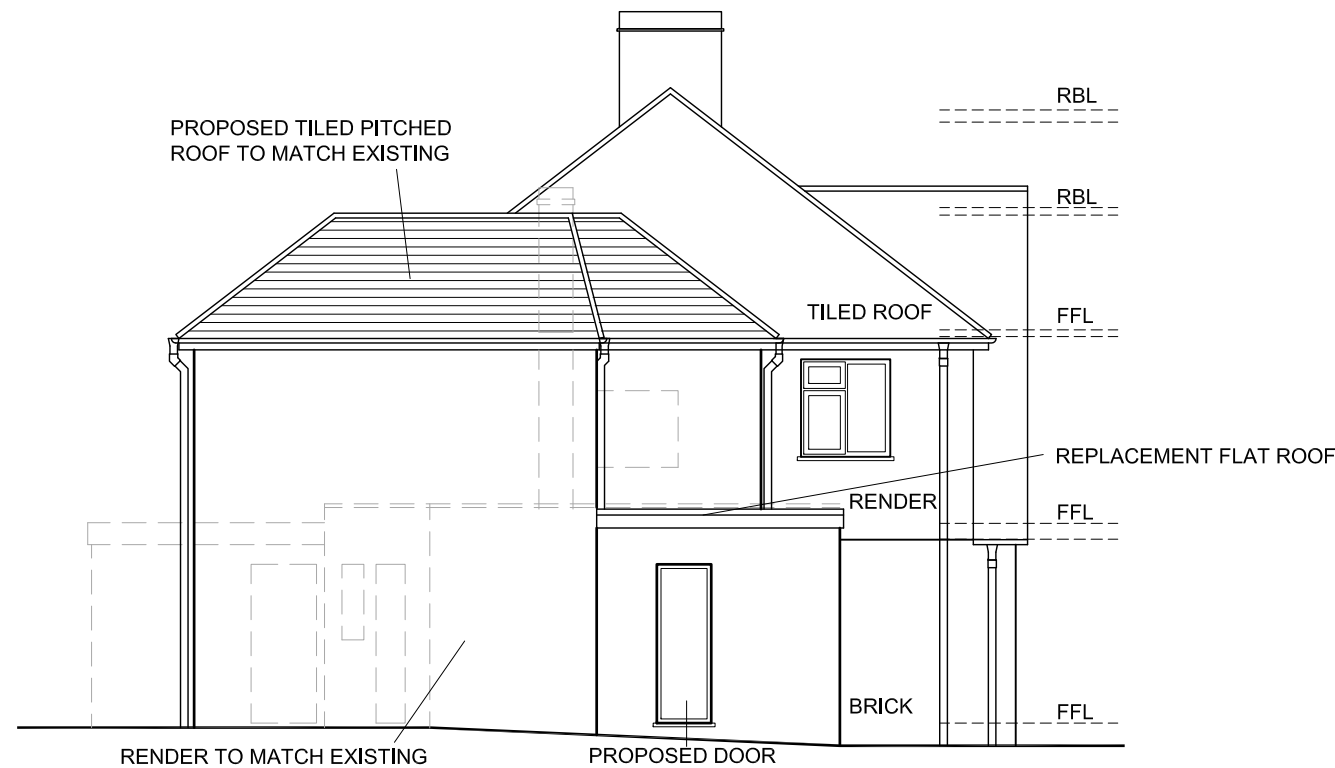 RBL
PROPOSED TILED PITCHED
ROOF TO MATCH EXISTING
RBL
TILED ROOF
FFL
REPLACEMENT FLAT ROOF
RENDER
FFL
BRICK
FFL
RENDER TO MATCH EXISTING
PROPOSED DOOR